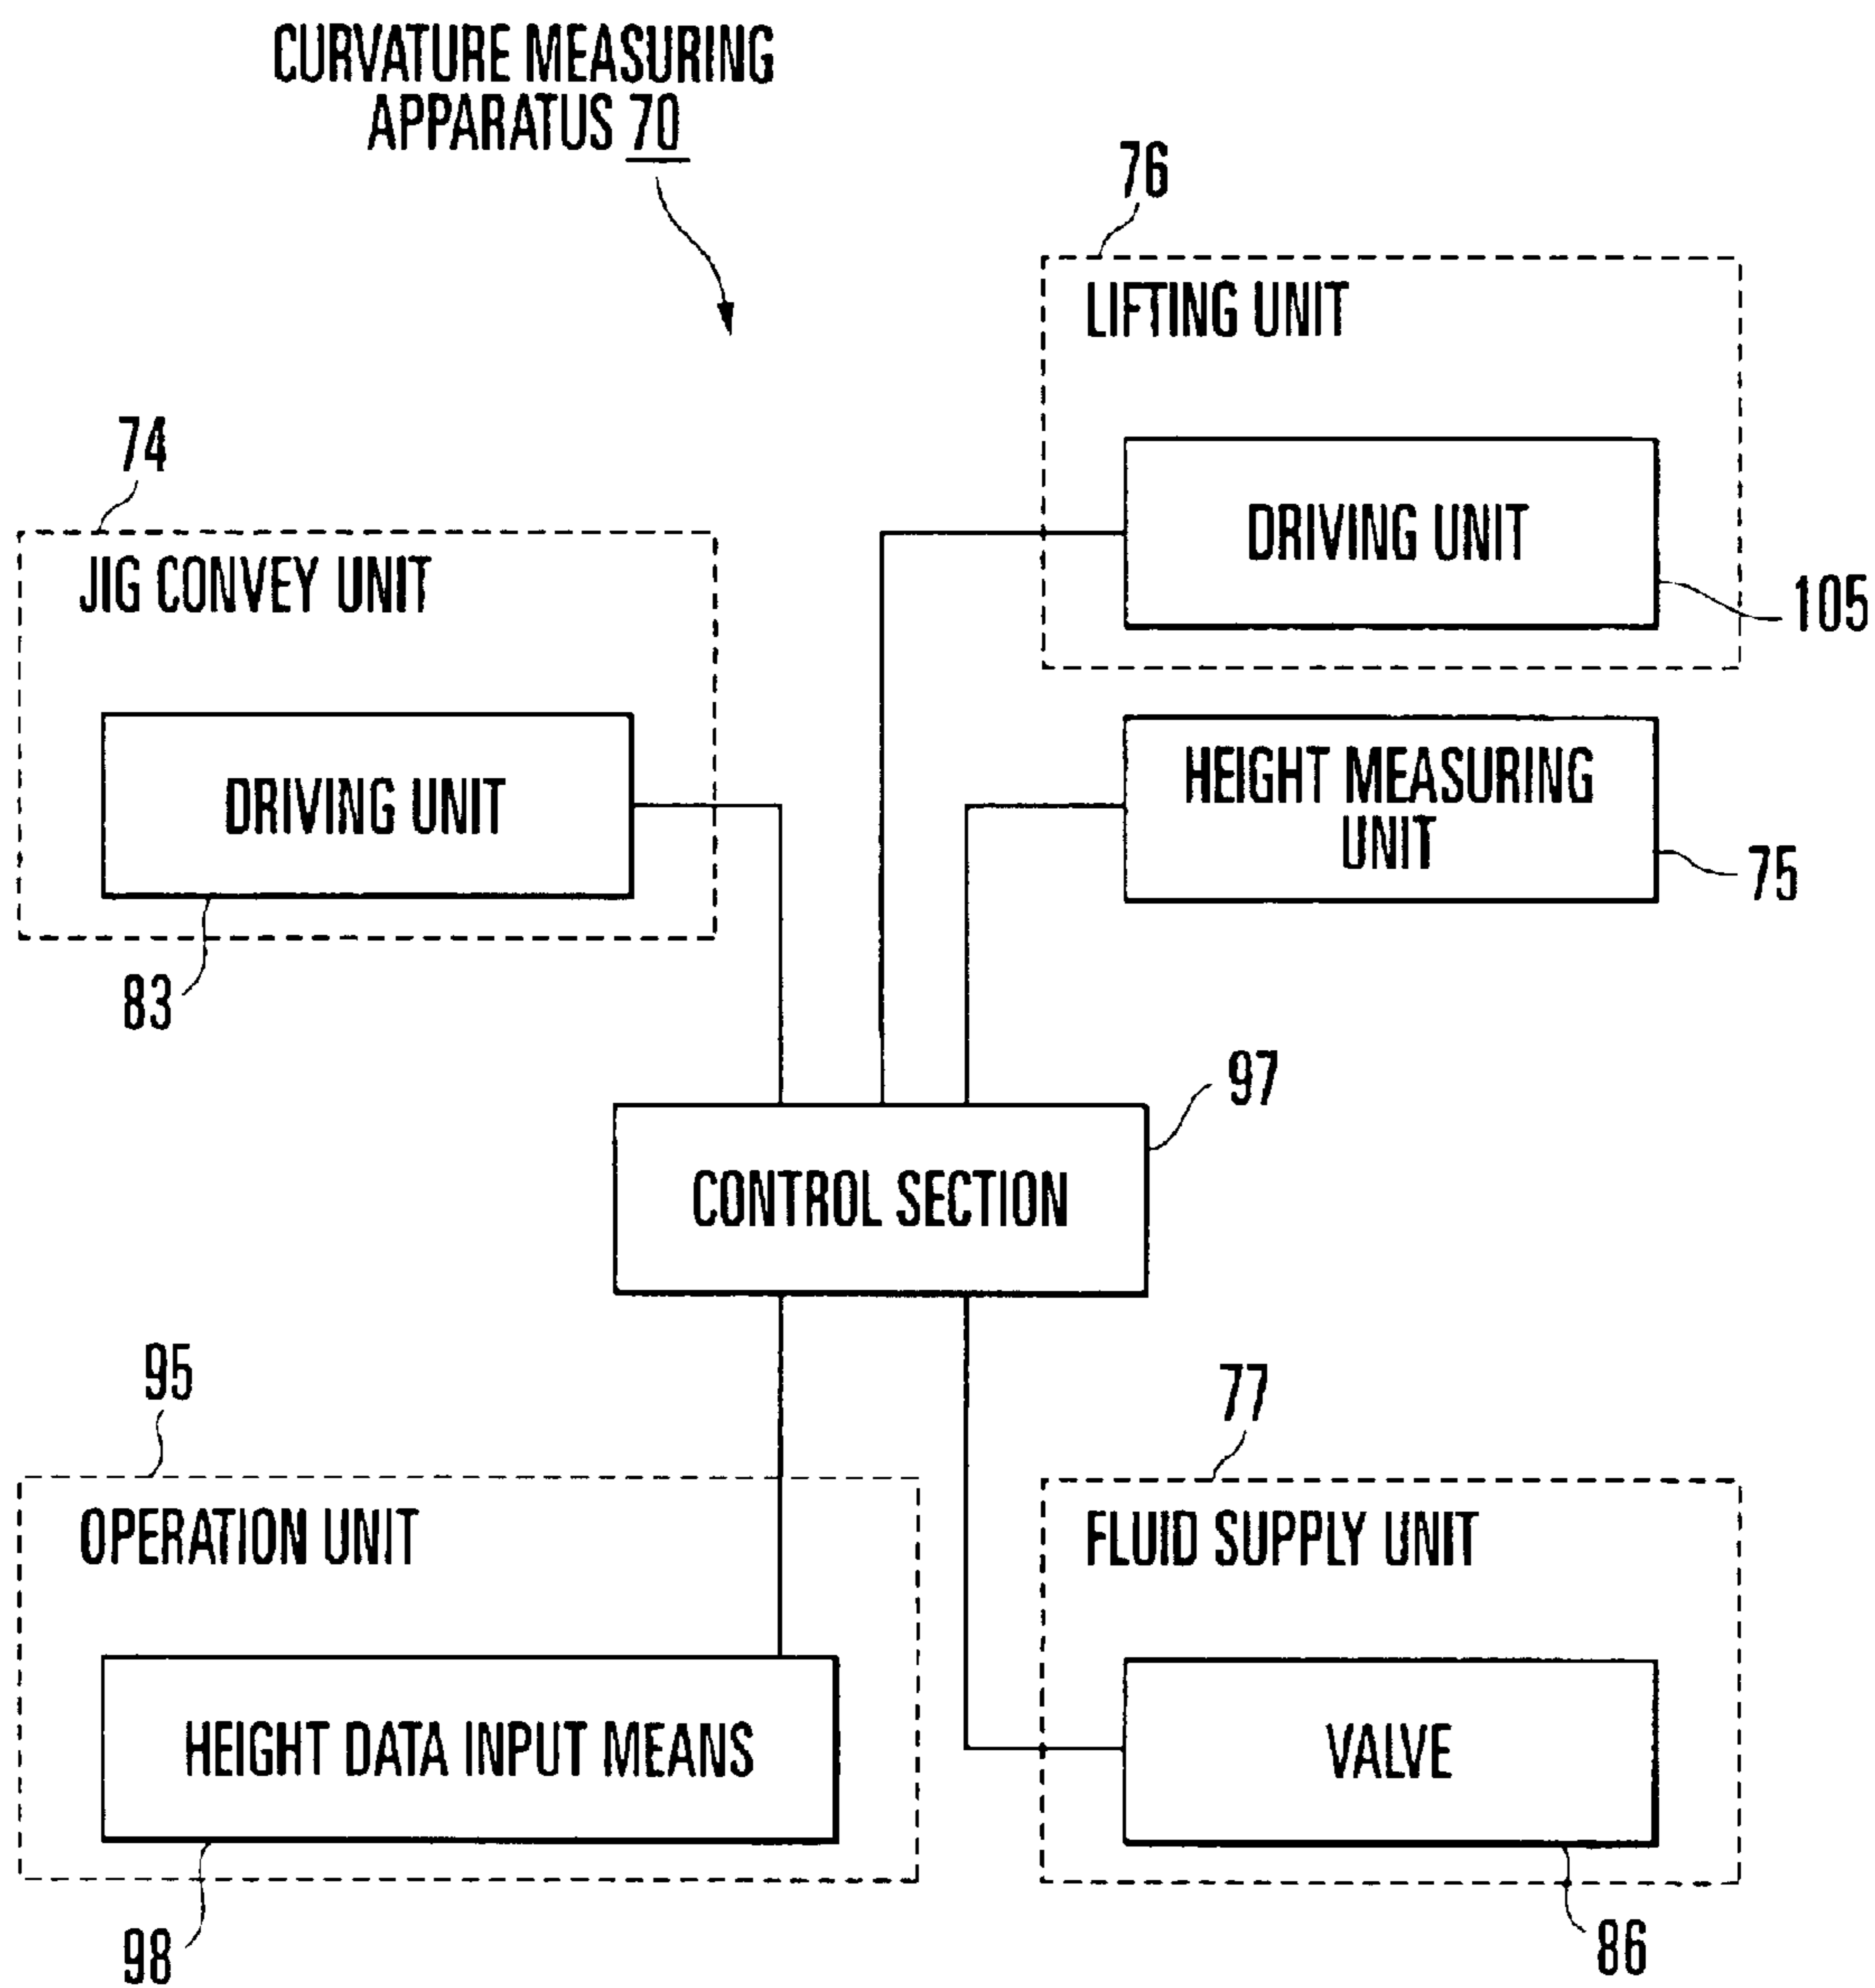 CURVATURE MEASURING
APPARATUS 70
76
LIFTING UNIT
DRIVING UNIT
105
74
JIG CONVEY UNIT
DRIVING UNIT
83
HEIGHT MEASURING
UNIT
75
97
CONTROL SECTION
95
OPERATION UNIT
HEIGHT DATA INPUT MEANS
98
77
FLUID SUPPLY UNIT
VALVE
86